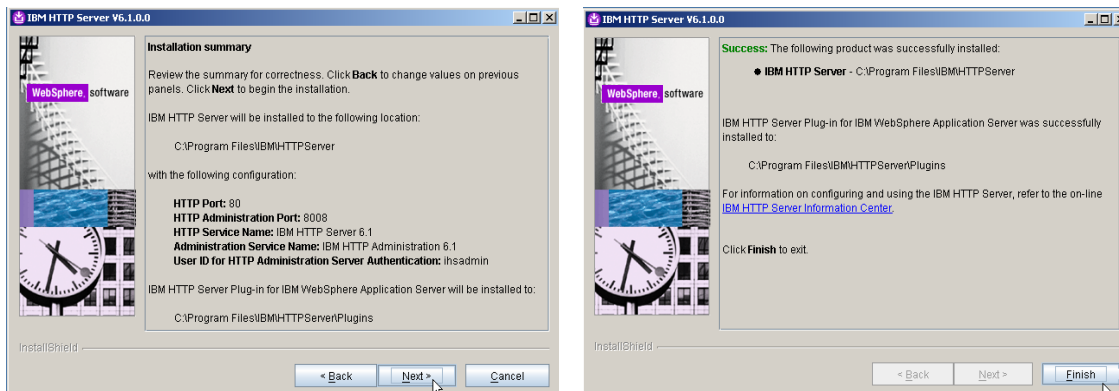 IBM HTTP Server V6.1.0.0
WebSphere. software
Installation summary
Review the summary for correctness. Click Back to change values on previous
panels. Click Next to begin the installation.
IBM HTTP Server will be installed to the following location:
C:\Program Files\IBM\HTTPServer
with the following configuration:
HTTP Port: 80
HTTP Administration Port: 8008
HTTP Service Name: IBM HTTP Server 6.1
Administration Service Name: IBM HTTP Administration 6.1
User ID for HTTP Administration Server Authentication: ihsadmin
IBM HTTP Server Plug-in for IBM WebSphere Application Server will be installed to:
C:\Program Files\IBM\HTTPServer\Plugins
InstallShield
< Back Next > Cancel
IBM HTTP Server V6.1.0.0
WebSphere. software
Success: The following product was successfully installed:
IBM HTTP Server - C:\Program Files\IBM\HTTPServer
IBM HTTP Server Plug-in for IBM WebSphere Application Server was successfully
installed to:
C:\Program Files\IBM\HTTPServer\Plugins
For information on configuring and using the IBM HTTP Server, refer to the on-line
IBM HTTP Server Information Center.
Click Finish to exit.
InstallShield
< Back Next > Finish